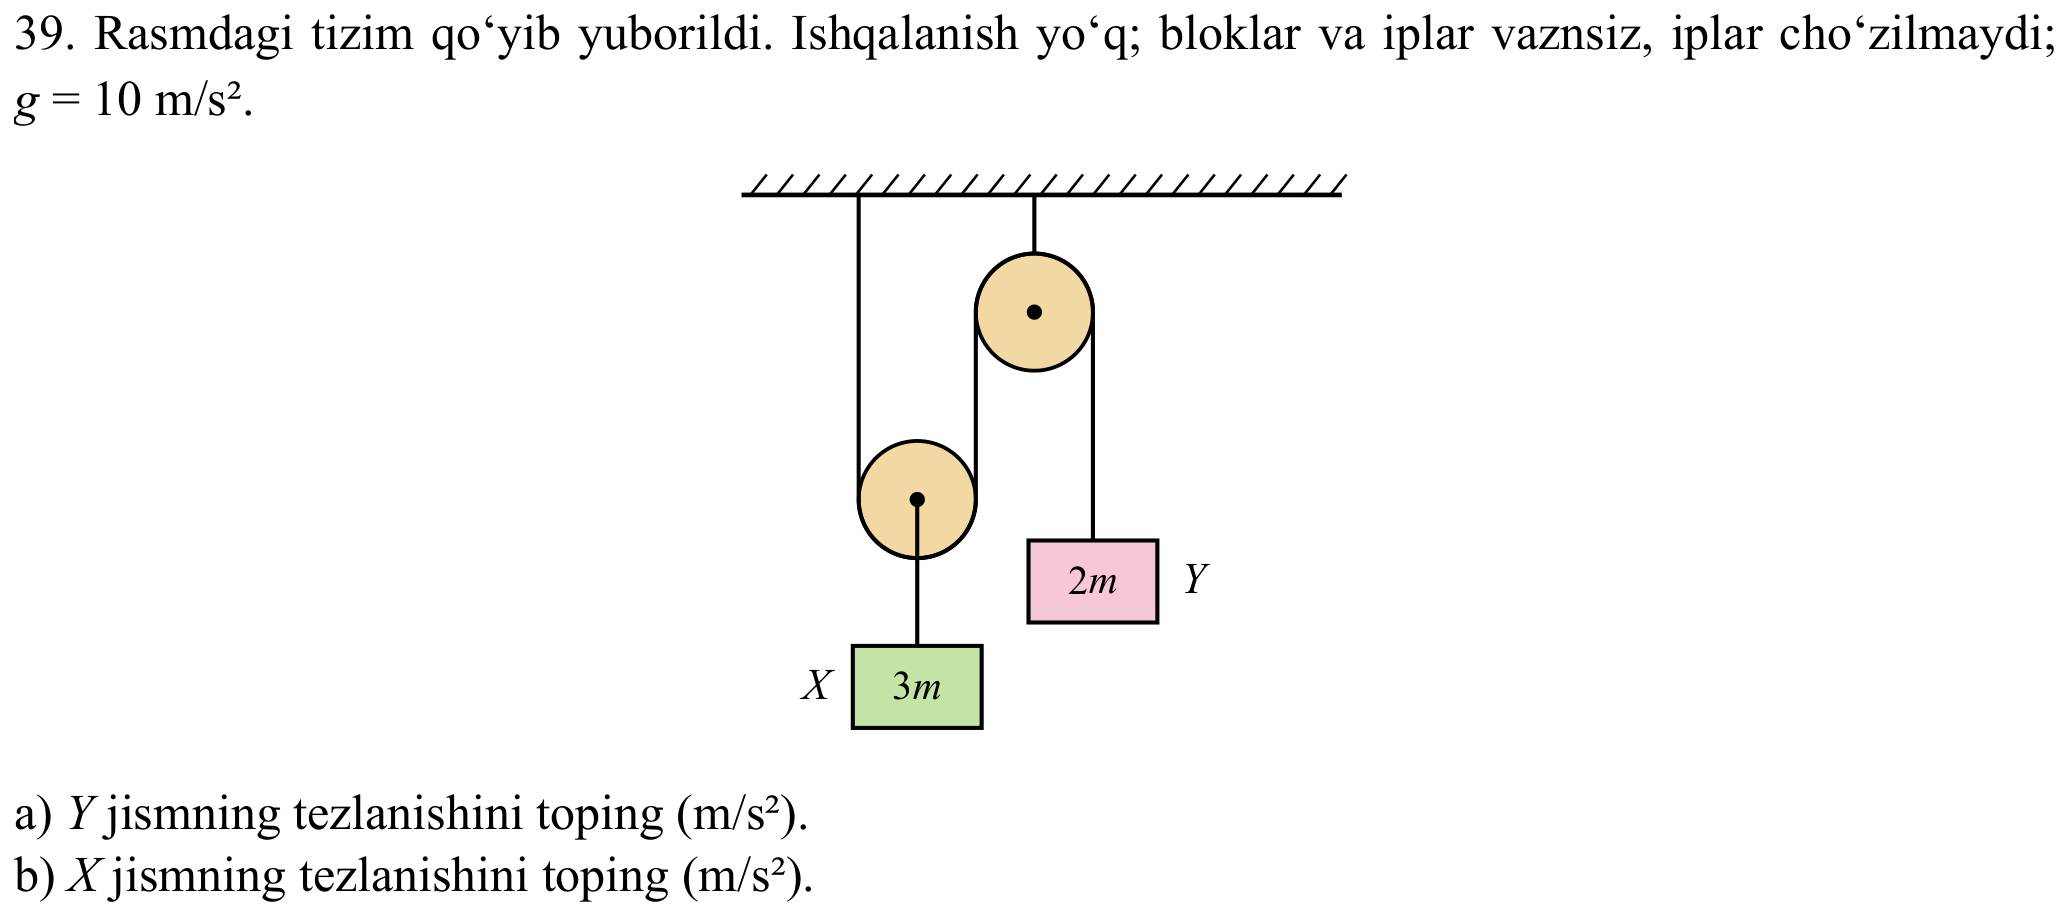 39. Rasmdagi tizim qo‘yib yuborildi. Ishqalanish yo‘q; bloklar va iplar vaznsiz, iplar cho‘zilmaydi;
g = 10 m/s².
2m
Y
X
3m
a) Y jismning tezlanishini toping (m/s²).
b) X jismning tezlanishini toping (m/s²).